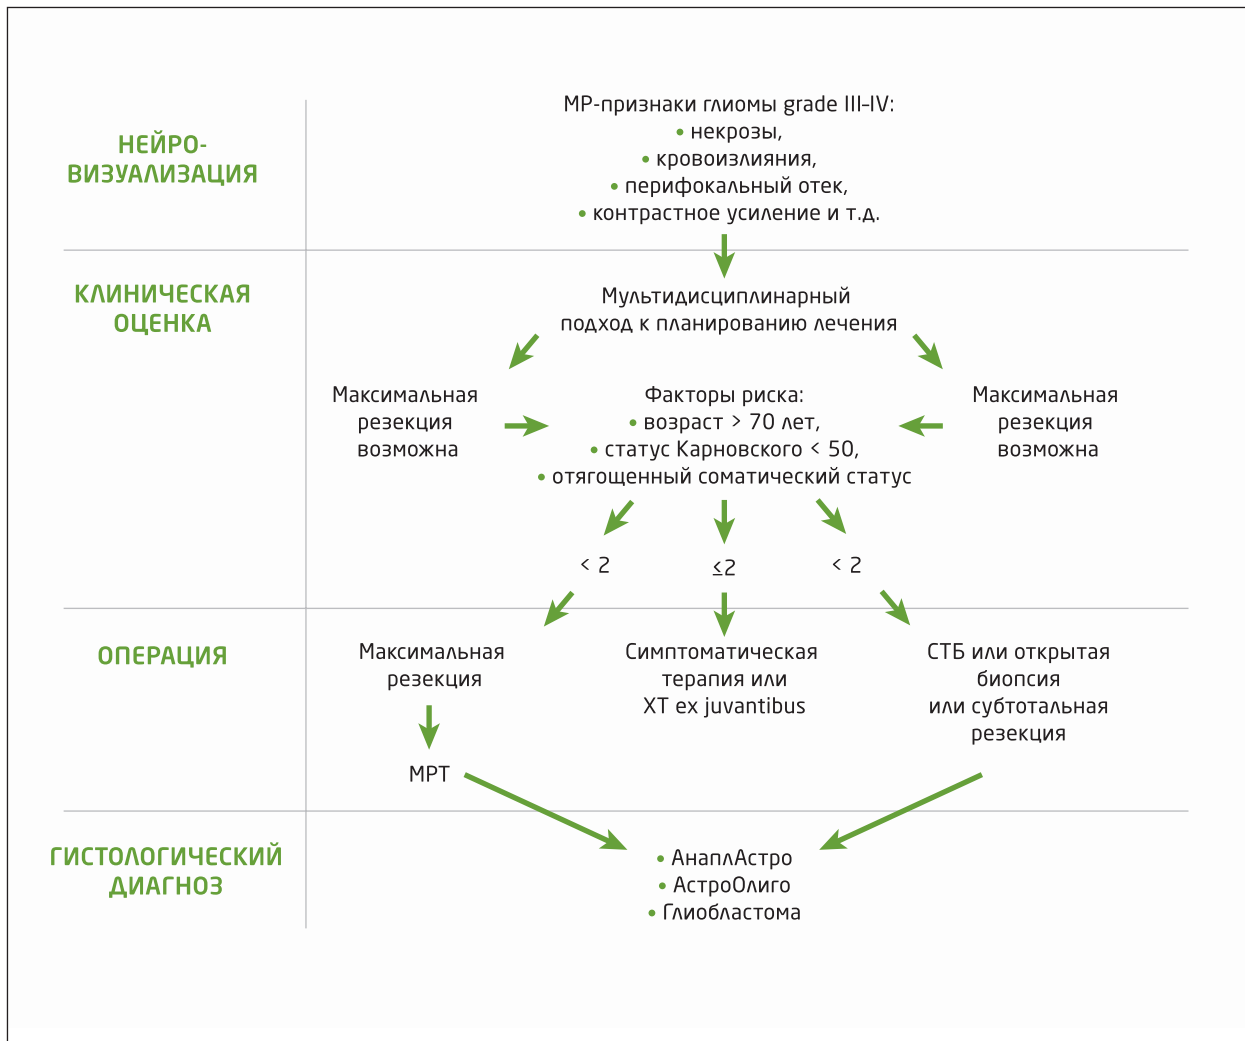 НЕЙРО-
ВИЗУАЛИЗАЦИЯ
МР-признаки глиомы grade III–IV:
• некрозы,
• кровоизлияния,
• перифокальный отек,
• контрастное усиление и т.д.
КЛИНИЧЕСКАЯ
ОЦЕНКА
Мультидисциплинарный
подход к планированию лечения
Максимальная
резекция
возможна
Факторы риска:
• возраст > 70 лет,
• статус Карновского < 50,
• отягощенный соматический статус
Максимальная
резекция
возможна
< 2
≤2
< 2
ОПЕРАЦИЯ
Максимальная
резекция
МРТ
Симптоматическая
терапия или
ХТ ex juvantibus
СТБ или открытая
биопсия
или субтотальная
резекция
ГИСТОЛОГИЧЕСКИЙ
ДИАГНОЗ
• АнаплАстро
• АстроОлиго
• Глиобластома